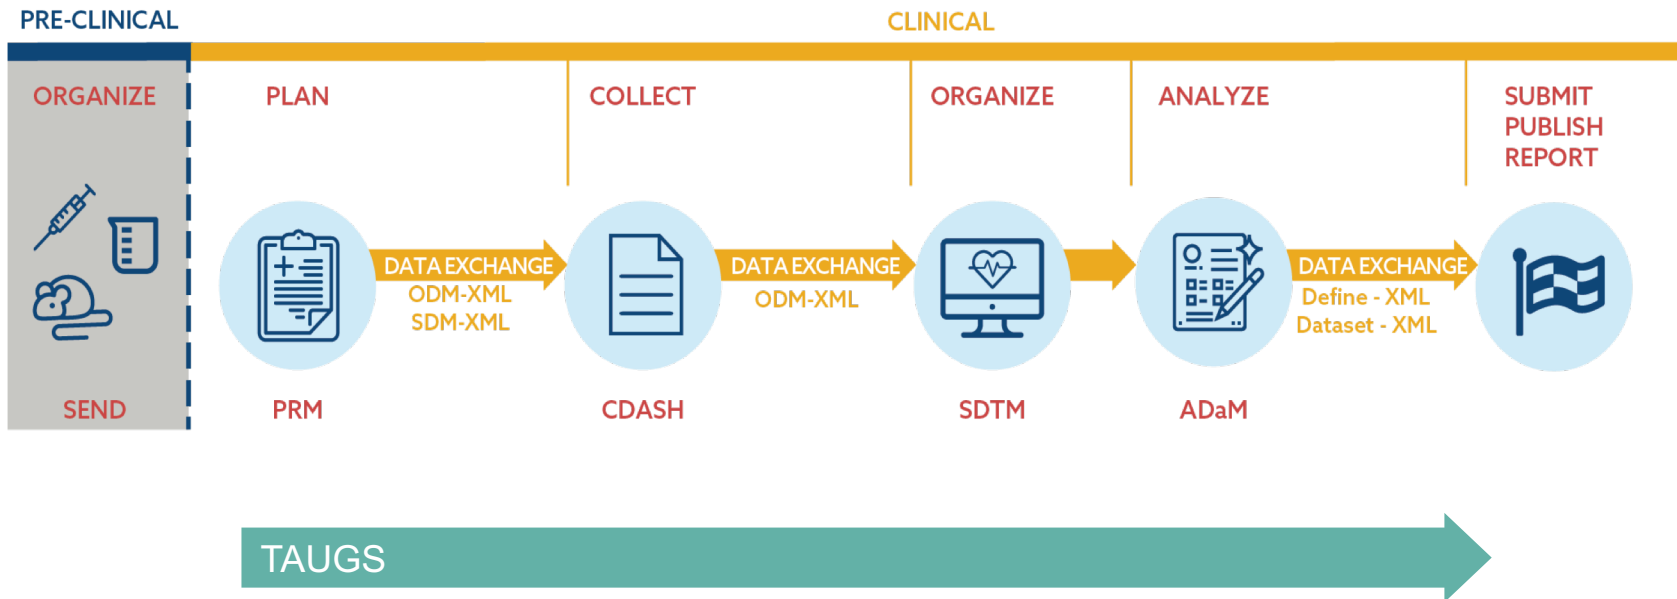 PRE-CLINICAL
CLINICAL
ORGANIZE
PLAN
COLLECT
ORGANIZE
ANALYZE
SUBMIT
PUBLISH
REPORT
DATA EXCHANGE
ODM-XML
SDM-XML
DATA EXCHANGE
ODM-XML
DATA EXCHANGE
Define - XML
Dataset - XML
SEND
PRM
CDASH
SDTM
ADaM
TAUGS